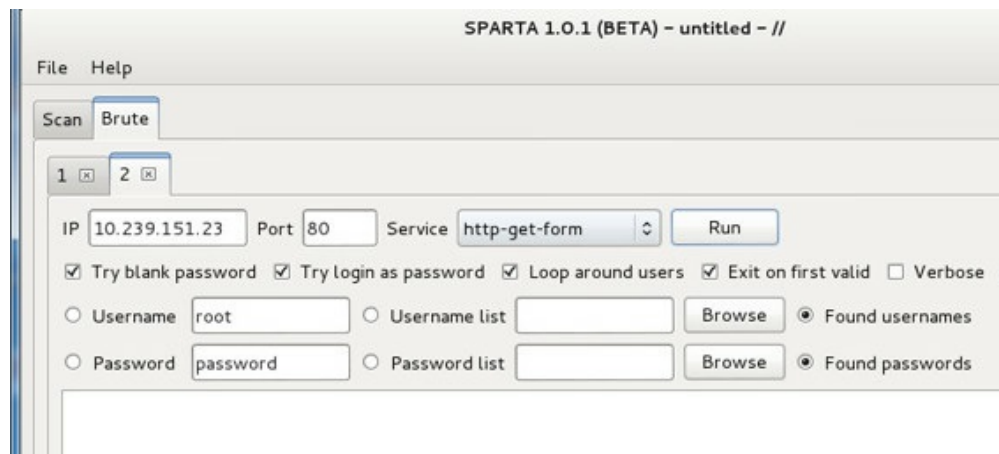 SPARTA 1.0.1 (BETA) – untitled – //
File Help
Scan Brute
1 2
IP 10.239.151.23 Port 80 Service http-get-form Run
Try blank password Try login as password Loop around users Exit on first valid Verbose
Username root Username list Browse Found usernames
Password password Password list Browse Found passwords